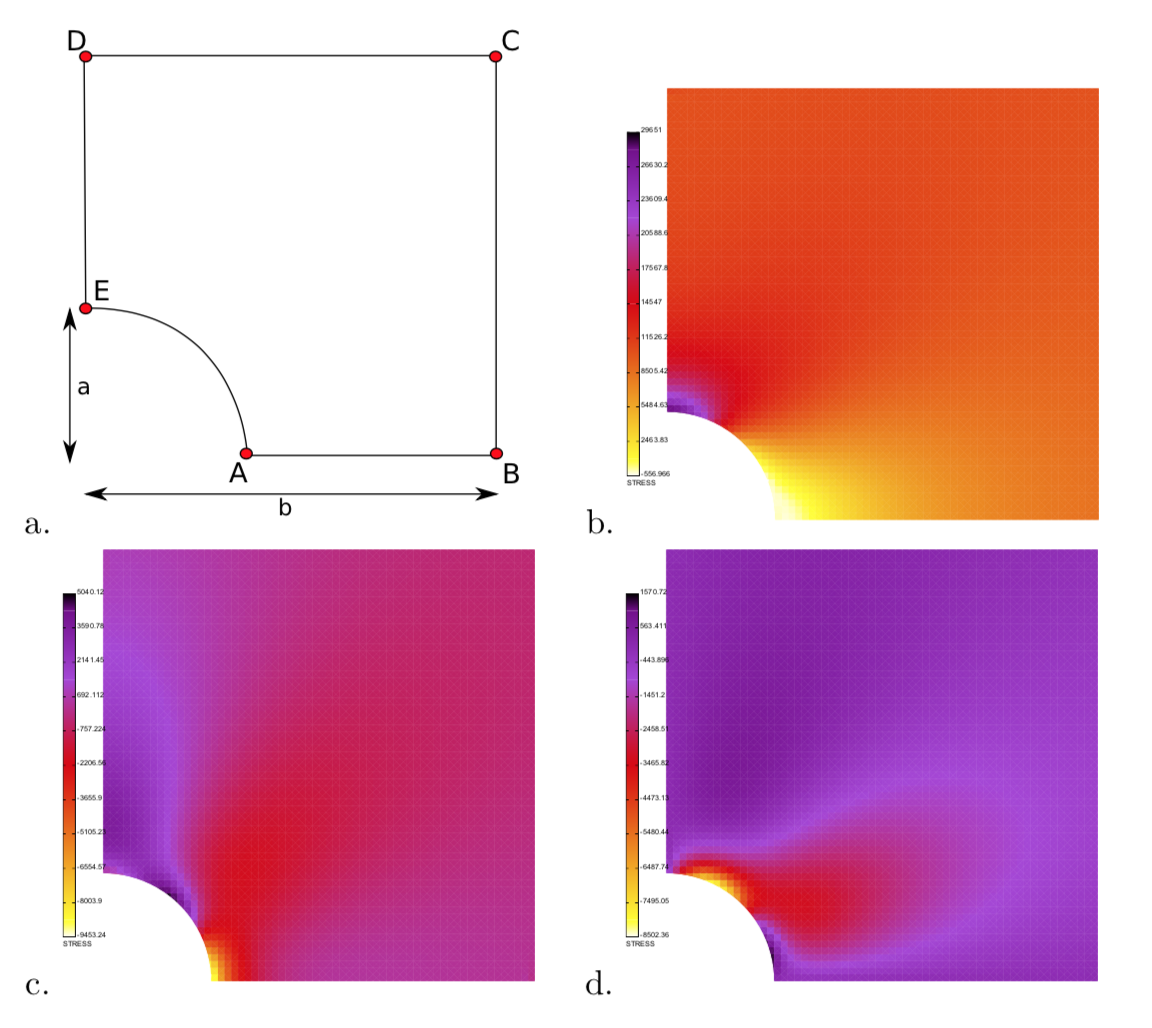 D
C
E
a
A
B
b
a.
29651
26630.2
23609.4
20588.6
17567.8
14547
11526.2
8505.42
5484.63
2463.83
-556.966
STRESS
b.
5040.12
3590.78
2141.45
692.112
-757.224
-2206.56
-3655.9
-5105.23
-6554.57
-8003.9
-9453.24
STRESS
c.
1570.72
563.411
-443.896
-1451.2
-2458.51
-3465.82
-4473.13
-5480.44
-6487.74
-7495.05
-8502.36
STRESS
d.